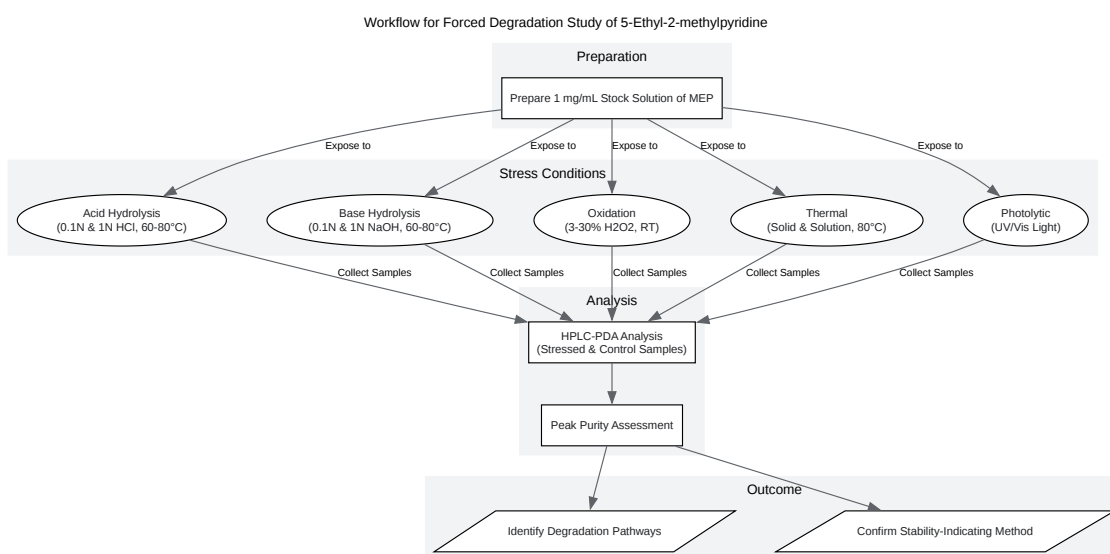 Workflow for Forced Degradation Study of 5-Ethyl-2-methylpyridine
Preparation
Prepare 1 mg/mL Stock Solution of MEP
Expose to
Expose to
Expose to
Expose to
Expose to
Stress Conditions
Acid Hydrolysis
(0.1N & 1N HCl, 60-80°C)
Base Hydrolysis
(0.1N & 1N NaOH, 60-80°C)
Oxidation
(3-30% H2O2, RT)
Thermal
(Solid & Solution, 80°C)
Photolytic
(UV/Vis Light)
Collect Samples
Collect Samples
Collect Samples
Collect Samples
Collect Samples
Analysis
HPLC-PDA Analysis
(Stressed & Control Samples)
Peak Purity Assessment
Outcome
Identify Degradation Pathways
Confirm Stability-Indicating Method